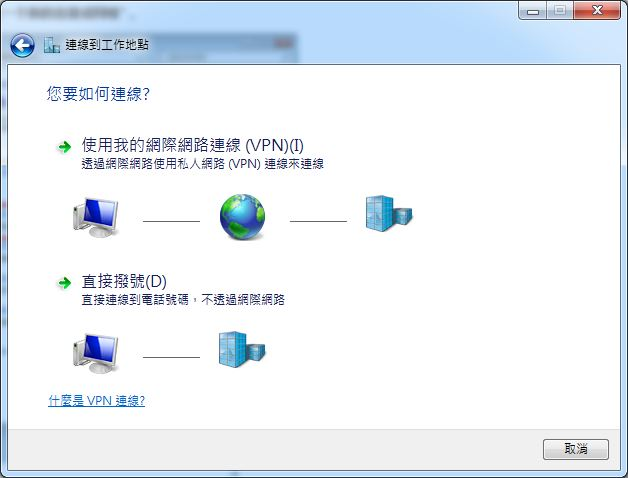 連線到工作地點
您要如何連線?
使用我的網際網路連線 (VPN)(I)
透過網際網路使用私人網路 (VPN) 連線來連線
直接撥號(D)
直接連線到電話號碼，不透過網際網路
什麼是 VPN 連線?
取消